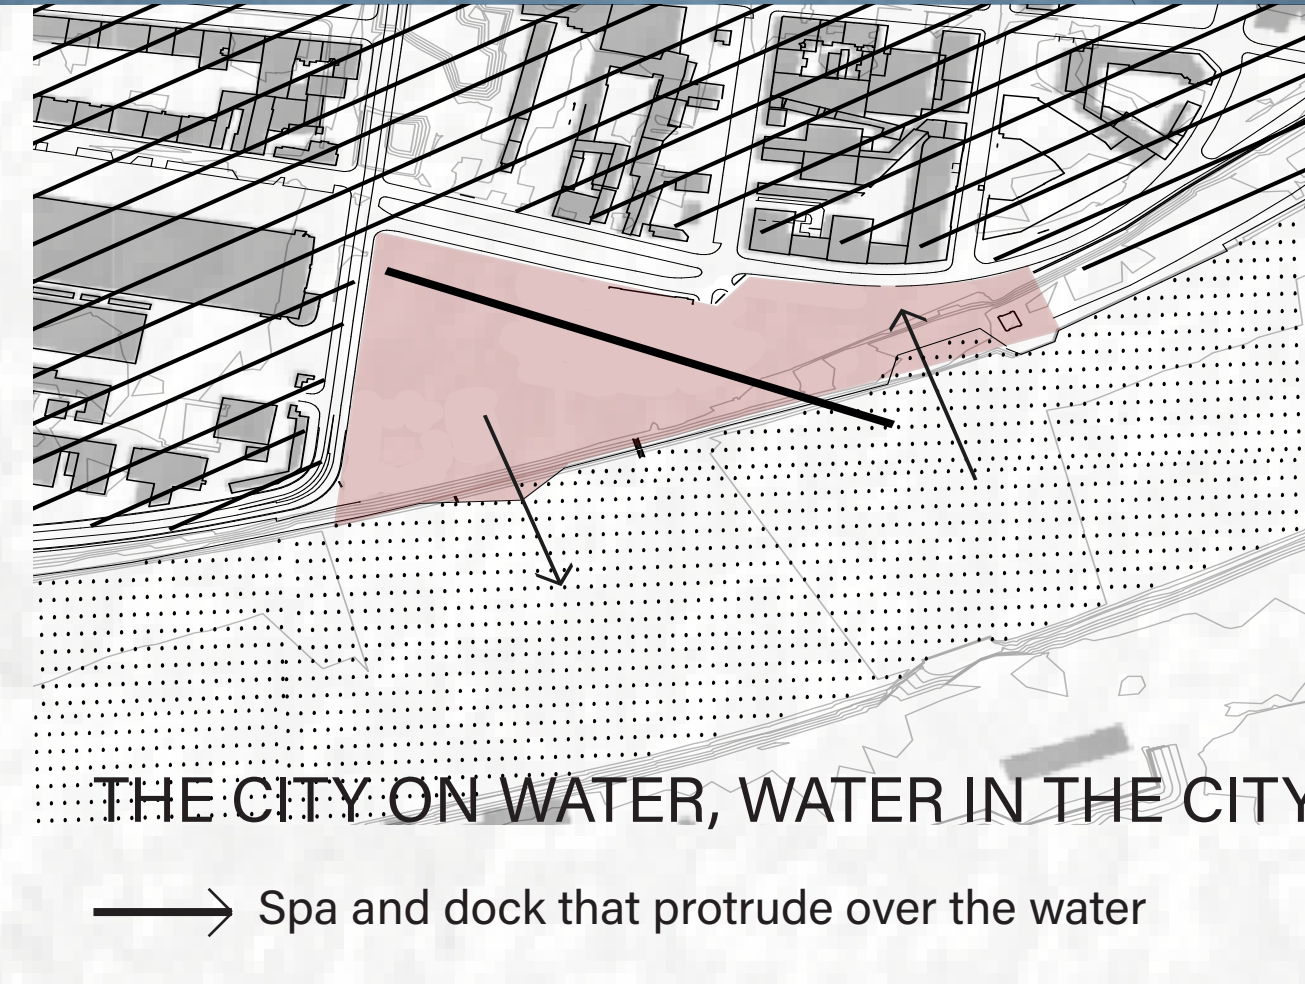 THE CITY ON WATER, WATER IN THE CITY
Spa and dock that protrude over the water